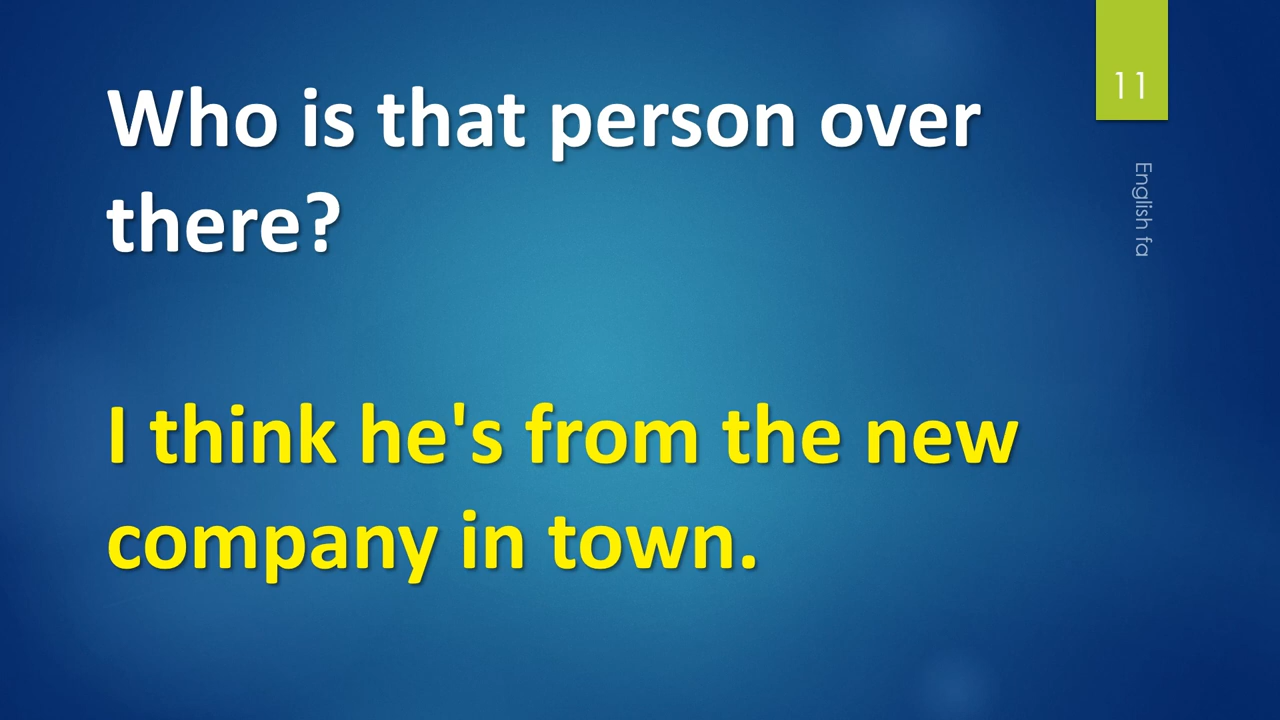 Who is that person over
there?
I think he's from the new
company in town.
11
English fa